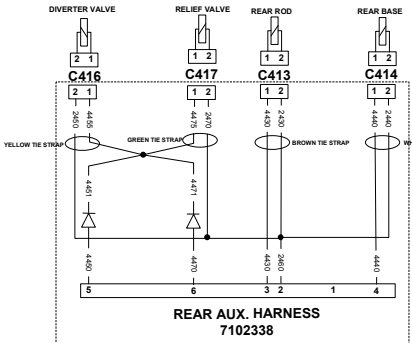 DIVERTER VALVE RELIEF VALVE REAR ROD REAR BASE
2 1 1 2 1 2 1 2
C416 C417 C413 C414
2 1 1 2 1 2 1 2
2450 4455 4475 2470 4430 2430 4440 2440
YELLOW TIE STRAP GREEN TIE STRAP BROWN TIE STRAP
4451 4471
4450 4470 4430 2460 4440
5 6 3 2 1 4
REAR AUX. HARNESS
7102338